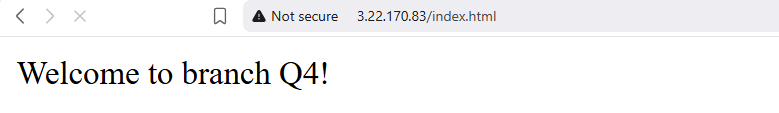 Not secure 3.22.170.83/index.html
Welcome to branch Q4!